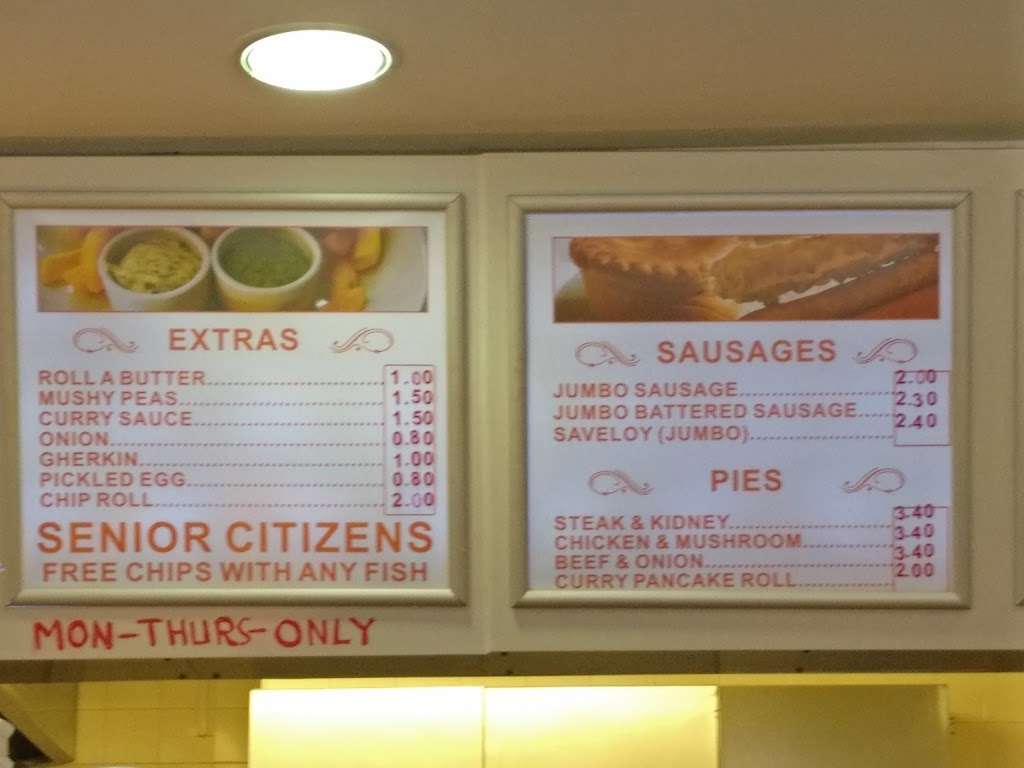 EXTRAS
ROLL A BUTTER 1.00
MUSHY PEAS 1.50
CURRY SAUCE 1.50
ONION 0.80
GHERKIN 1.00
PICKLED EGG 0.80
CHIP ROLL 2.00
SENIOR CITIZENS
FREE CHIPS WITH ANY FISH
MON-THURS-ONLY
SAUSAGES
JUMBO SAUSAGE 2.00
JUMBO BATTERED SAUSAGE 2.30
SAVELOY (JUMBO) 2.40
PIES
STEAK & KIDNEY 3.40
CHICKEN & MUSHROOM 3.40
BEEF & ONION 3.40
CURRY PANCAKE ROLL 2.00